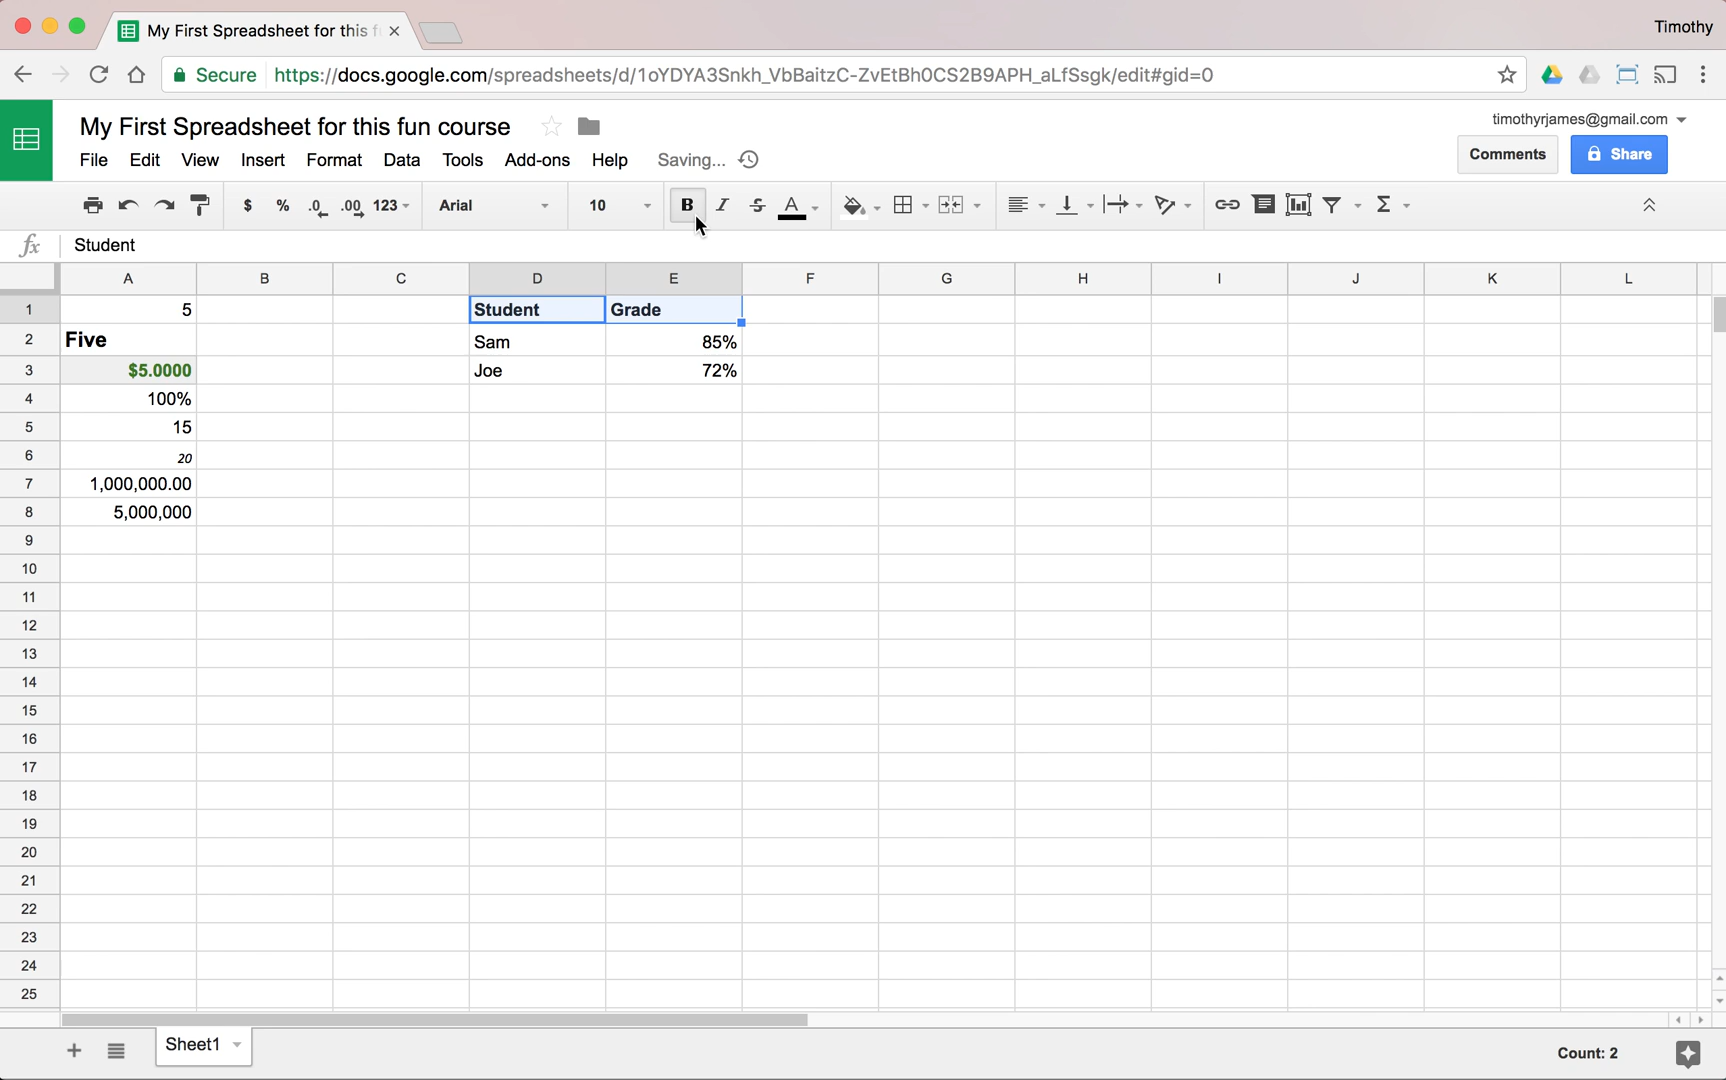 My First Spreadsheet for this f
Timothy
Secure https://docs.google.com/spreadsheets/d/1oYDYA3Snkh_VbBaitzC-ZvEtBh0CS2B9APH_aLfSsgk/edit#gid=0
My First Spreadsheet for this fun course
timothyrjames@gmail.com
File Edit View Insert Format Data Tools Add-ons Help Saving...
Comments Share
$ % .0 .00 123 Arial 10 B I S A Σ
fx Student
A B C D E F G H I J K L
1 5 Student Grade
2 Five Sam 85%
3 $5.0000 Joe 72%
4 100%
5 15
6 20
7 1,000,000.00
8 5,000,000
9
10
11
12
13
14
15
16
17
18
19
20
21
22
23
24
25
+ Sheet1 Count: 2